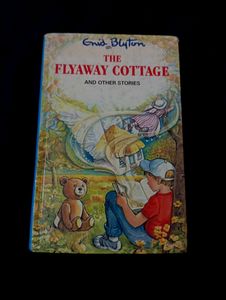 Enid Blyton
THE
FLYAWAY COTTAGE
AND OTHER STORIES